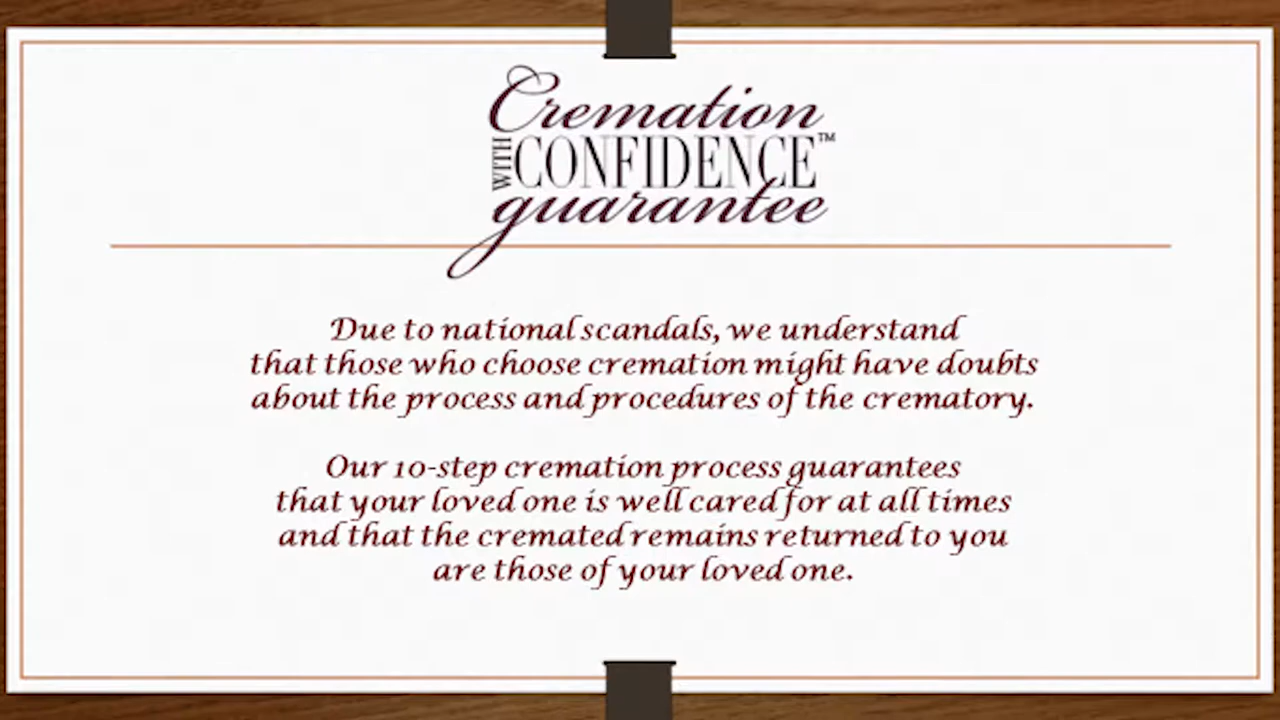 Cremation
WITH CONFIDENCE™
guarantee
Due to national scandals, we understand
that those who choose cremation might have doubts
about the process and procedures of the crematory.
Our 10-step cremation process guarantees
that your loved one is well cared for at all times
and that the cremated remains returned to you
are those of your loved one.